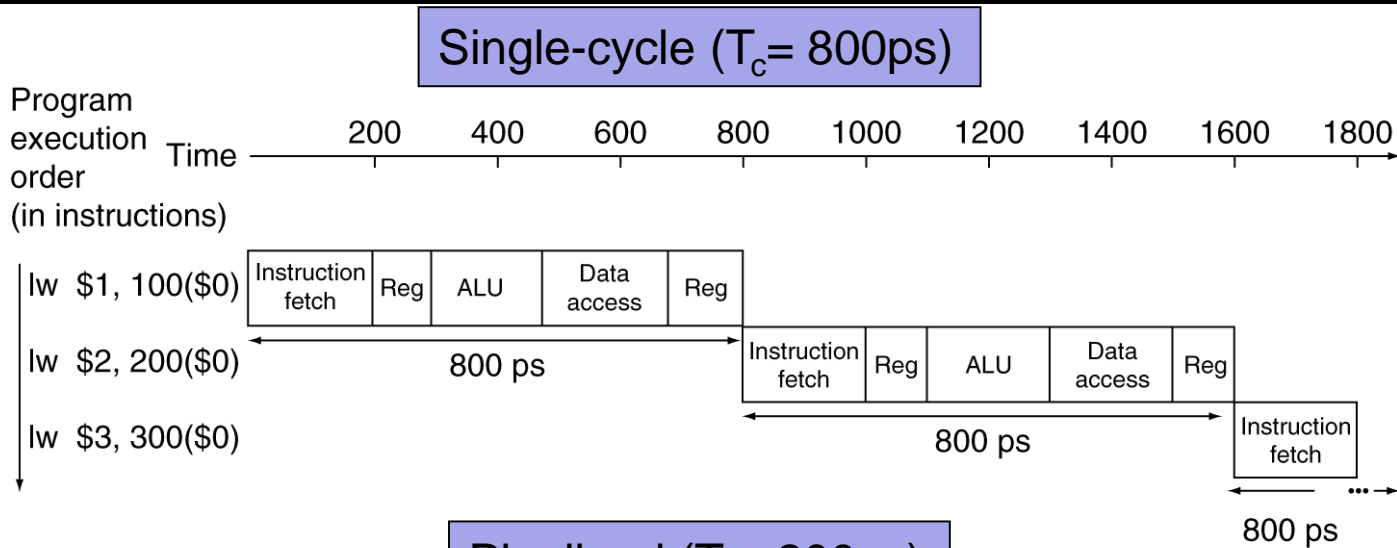 Single-cycle (Tc= 800ps)
Program
execution
order
(in instructions)
Time
200 400 600 800 1000 1200 1400 1600 1800
lw $1, 100($0)
Instruction
fetch
Reg
ALU
Data
access
Reg
800 ps
lw $2, 200($0)
Instruction
fetch
Reg
ALU
Data
access
Reg
800 ps
lw $3, 300($0)
Instruction
fetch
...
800 ps